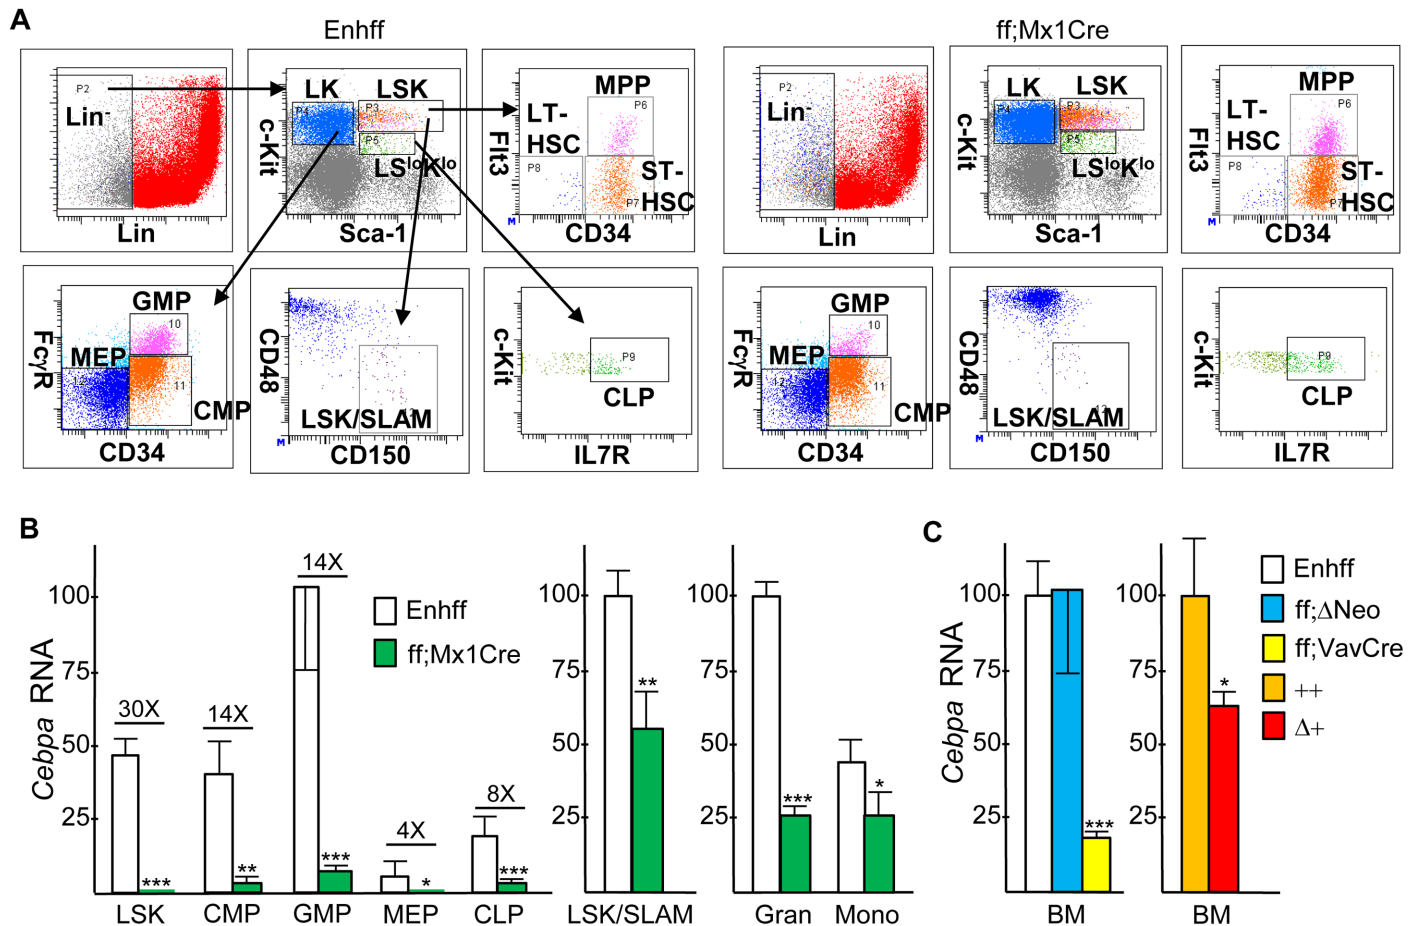 A
Enhff
ff;Mx1Cre
P2
Lin-
Lin
LK
LSK
P4
P3
P5
LSloKlo
c-Kit
Sca-1
MPP
P6
LT-
HSC
P8
ST-
HSC
P7
Flt3
M
CD34
P2
Lin-
Lin
LK
LSK
P4
P3
P5
LSloKlo
c-Kit
Sca-1
MPP
P6
LT-
HSC
P8
ST-
HSC
P7
Flt3
M
CD34
GMP
10
MEP
12
11
CMP
FcγR
CD34
CD48
LSK/SLAM
M
CD150
c-Kit
P9
CLP
IL7R
GMP
10
MEP
12
11
CMP
FcγR
CD34
CD48
LSK/SLAM
M
CD150
c-Kit
P9
CLP
IL7R
B
Cebpa RNA
100
75
50
25
30X
14X
14X
4X
8X
***
**
***
*
***
LSK
CMP
GMP
MEP
CLP
Enhff
ff;Mx1Cre
100
75
50
25
**
LSK/SLAM
100
75
50
25
***
*
Gran
Mono
C
Cebpa RNA
100
75
50
25
***
BM
100
75
50
25
*
BM
Enhff
ff;ΔNeo
ff;VavCre
++
Δ+